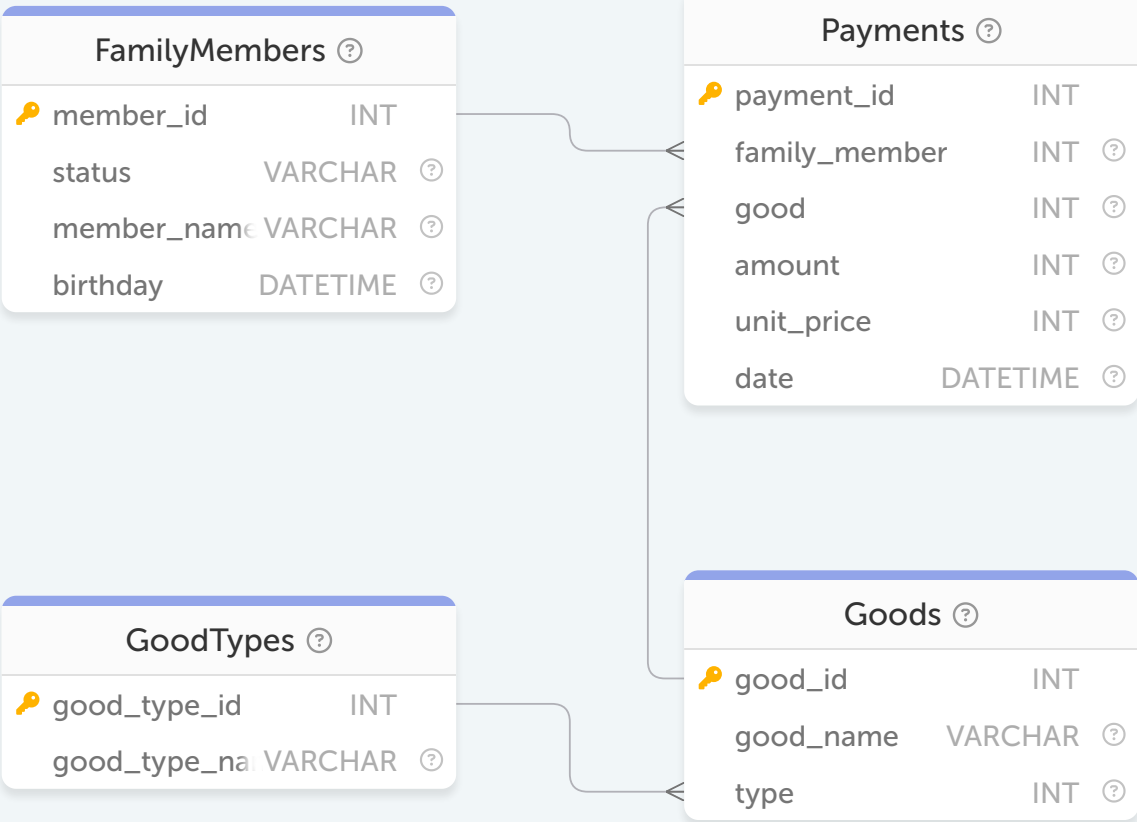 FamilyMembers ?
member_id INT
status VARCHAR ?
member_name VARCHAR ?
birthday DATETIME ?
Payments ?
payment_id INT
family_member INT ?
good INT ?
amount INT ?
unit_price INT ?
date DATETIME ?
GoodTypes ?
good_type_id INT
good_type_na VARCHAR ?
Goods ?
good_id INT
good_name VARCHAR ?
type INT ?